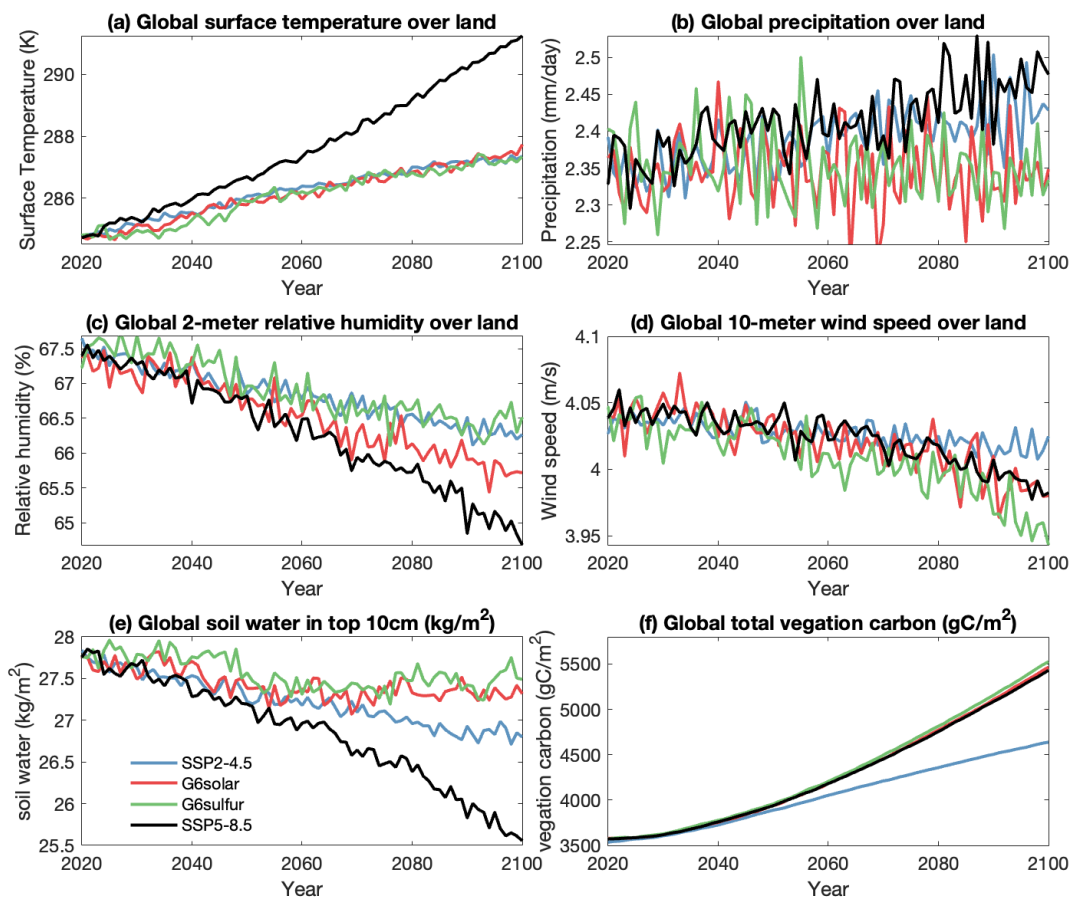 (a) Global surface temperature over land
Surface Temperature (K)
290
288
286
2020 2040 2060 2080 2100
Year
(b) Global precipitation over land
Precipitation (mm/day)
2.5
2.45
2.4
2.35
2.3
2.25
2020 2040 2060 2080 2100
Year
(c) Global 2-meter relative humidity over land
Relative humidity (%)
67.5
67
66.5
66
65.5
65
2020 2040 2060 2080 2100
Year
(d) Global 10-meter wind speed over land
Wind speed (m/s)
4.1
4.05
4
3.95
2020 2040 2060 2080 2100
Year
(e) Global soil water in top 10cm (kg/m²)
soil water (kg/m²)
28
27.5
27
26.5
26
25.5
SSP2-4.5
G6solar
G6sulfur
SSP5-8.5
2020 2040 2060 2080 2100
Year
(f) Global total vegation carbon (gC/m²)
vegation carbon (gC/m²)
5500
5000
4500
4000
3500
2020 2040 2060 2080 2100
Year